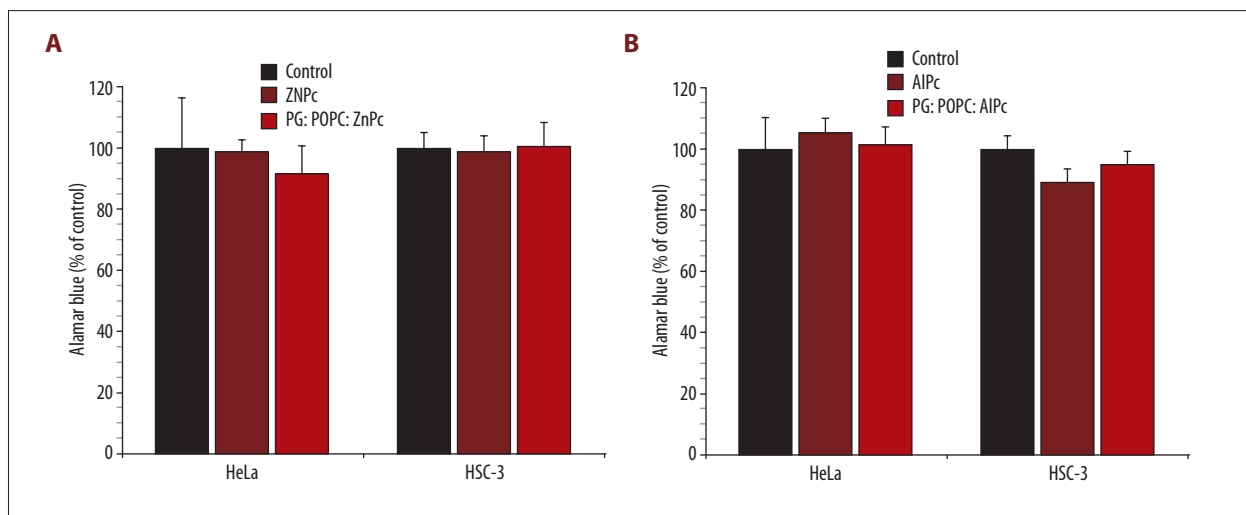 A
Control
ZNPc
PG: POPC: ZnPc
120
100
80
60
40
20
0
Alamar blue (% of control)
HeLa
HSC-3
B
Control
AlPc
PG: POPC: AlPc
120
100
80
60
40
20
0
Alamar blue (% of control)
HeLa
HSC-3